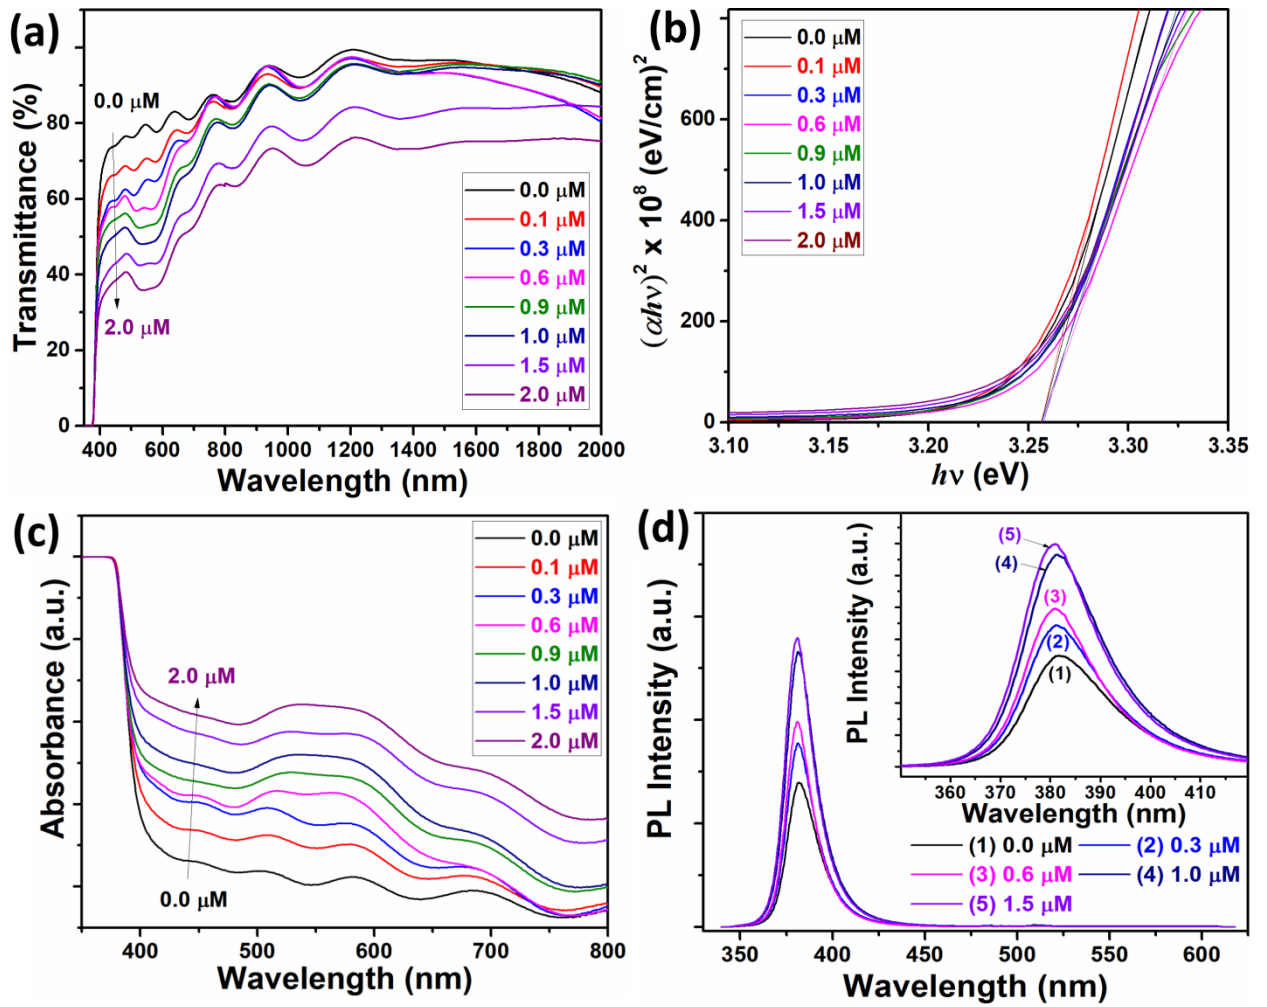 (a)
Transmittance (%)
80
60
40
20
0
400 600 800 1000 1200 1400 1600 1800 2000
Wavelength (nm)
0.0 μM
2.0 μM
0.0 μM
0.1 μM
0.3 μM
0.6 μM
0.9 μM
1.0 μM
1.5 μM
2.0 μM
(b)
(αhν)² x 10⁸ (eV/cm)²
600
400
200
0
3.10 3.15 3.20 3.25 3.30 3.35
hν (eV)
0.0 μM
0.1 μM
0.3 μM
0.6 μM
0.9 μM
1.0 μM
1.5 μM
2.0 μM
(c)
Absorbance (a.u.)
400 500 600 700 800
Wavelength (nm)
2.0 μM
0.0 μM
0.0 μM
0.1 μM
0.3 μM
0.6 μM
0.9 μM
1.0 μM
1.5 μM
2.0 μM
(d)
PL Intensity (a.u.)
350 400 450 500 550 600
Wavelength (nm)
PL Intensity (a.u.)
(5)
(4)
(3)
(2)
(1)
360 370 380 390 400 410
Wavelength (nm)
(1) 0.0 μM (2) 0.3 μM
(3) 0.6 μM (4) 1.0 μM
(5) 1.5 μM